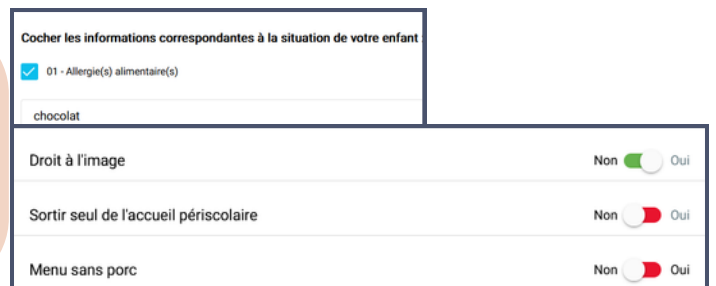 Cocher les informations correspondantes à la situation de votre enfant :
01 - Allergie(s) alimentaire(s)
chocolat
Droit à l'image Non Oui
Sortir seul de l'accueil périscolaire Non Oui
Menu sans porc Non Oui